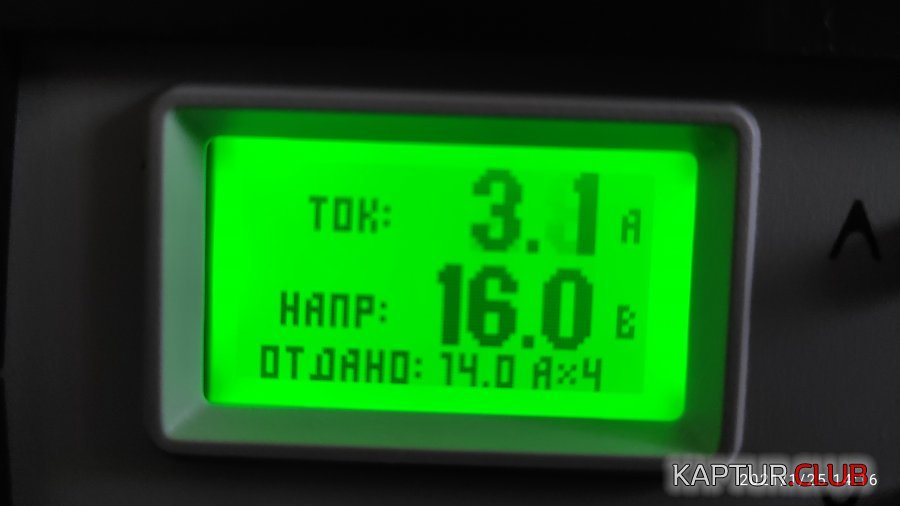 ТОК: 3.1 А
НАПР: 16.0 В
ОТДАНО: 14.0 А×Ч
KAPTUR.CLUB